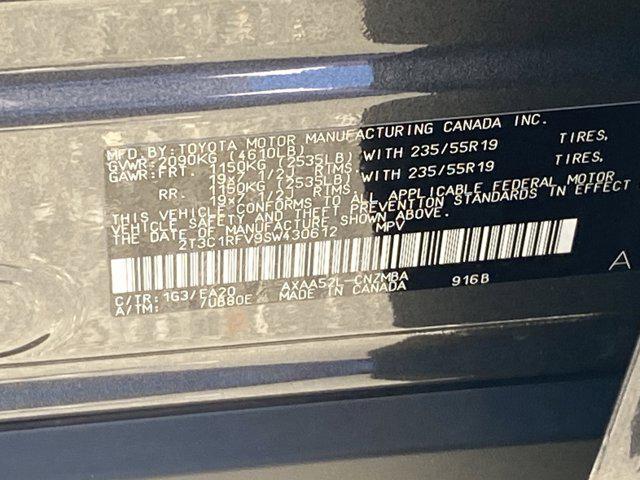 MFD.BY:TOYOTA MOTOR MANUFACTURING CANADA INC.
GVWR:2090KG (4610LB)
GAWR:FRT. 1150KG (2535LB) WITH 235/55R19 TIRES,
19x7 1/2J RIMS,
RR. 1150KG (2535LB) WITH 235/55R19 TIRES,
19x7 1/2J RIMS.
THIS VEHICLE CONFORMS TO ALL APPLICABLE FEDERAL MOTOR
VEHICLE SAFETY AND THEFT PREVENTION STANDARDS IN EFFECT
THE DATE OF MANUFACTURE SHOWN ABOVE.
2T3C1RFV9SW430612 MPV
C/TR: 1G3/EA20 AXAA52L-CNZMBA 916B
A/TM: /UB80E MADE IN CANADA
A